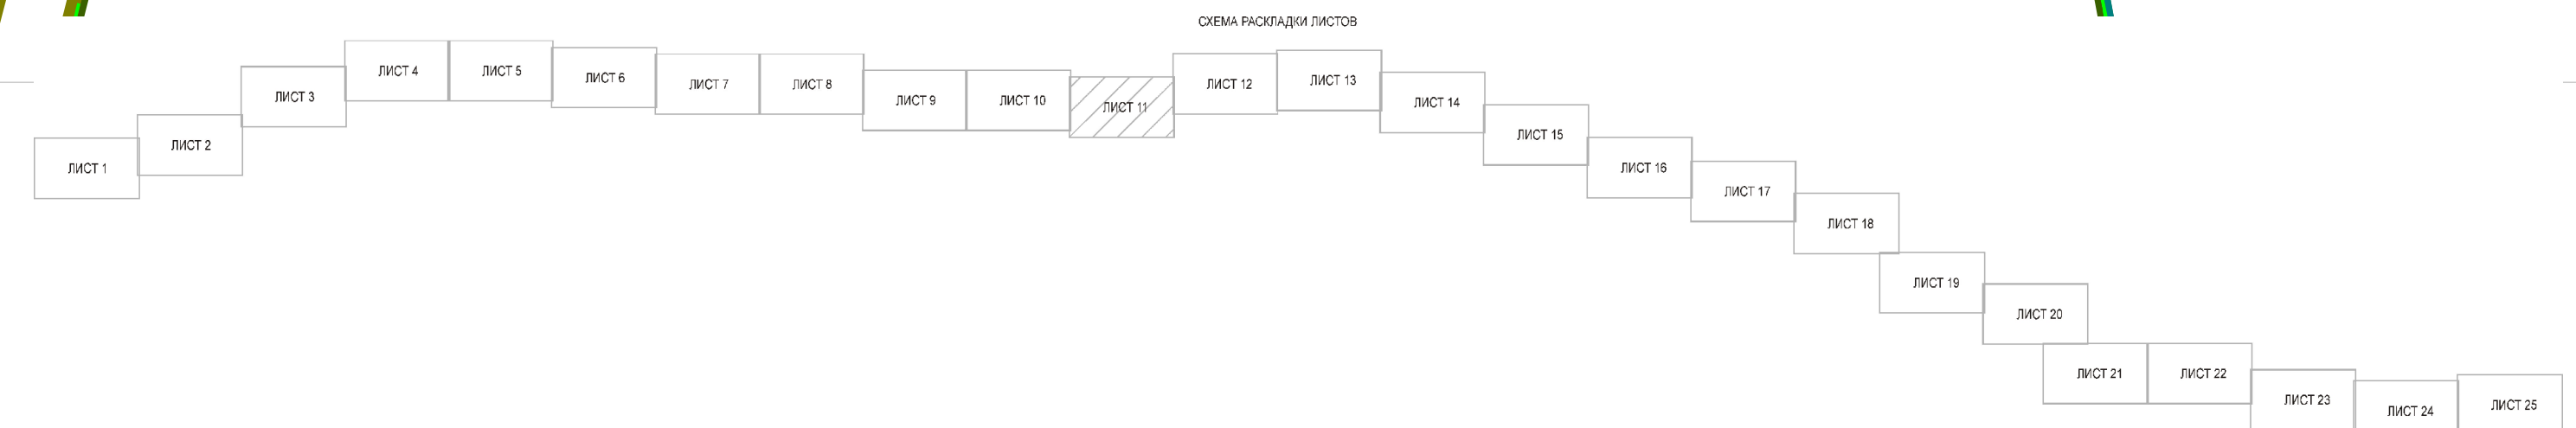 СХЕМА РАСКЛАДКИ ЛИСТОВ
ЛИСТ 1
ЛИСТ 2
ЛИСТ 3
ЛИСТ 4
ЛИСТ 5
ЛИСТ 6
ЛИСТ 7
ЛИСТ 8
ЛИСТ 9
ЛИСТ 10
ЛИСТ 11
ЛИСТ 12
ЛИСТ 13
ЛИСТ 14
ЛИСТ 15
ЛИСТ 16
ЛИСТ 17
ЛИСТ 18
ЛИСТ 19
ЛИСТ 20
ЛИСТ 21
ЛИСТ 22
ЛИСТ 23
ЛИСТ 24
ЛИСТ 25